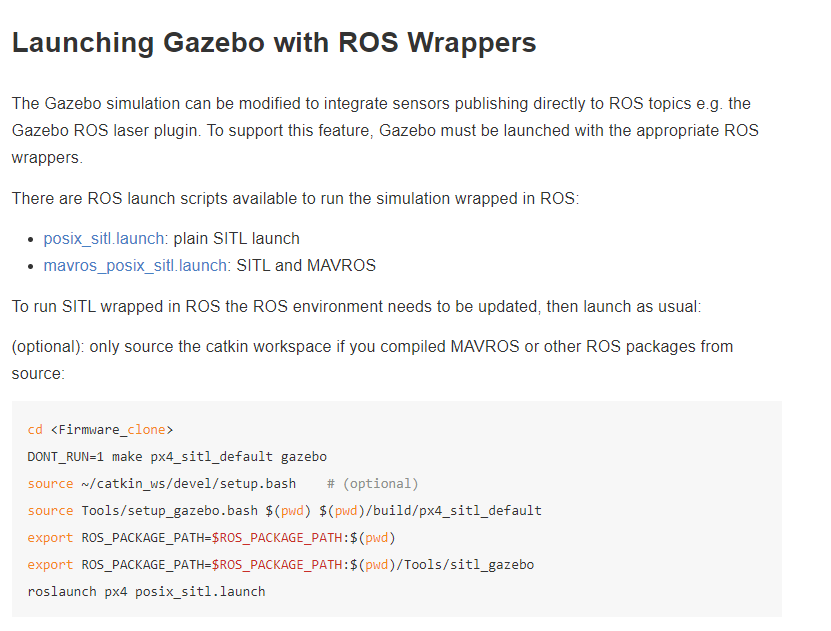 Launching Gazebo with ROS Wrappers
The Gazebo simulation can be modified to integrate sensors publishing directly to ROS topics e.g. the
Gazebo ROS laser plugin. To support this feature, Gazebo must be launched with the appropriate ROS
wrappers.
There are ROS launch scripts available to run the simulation wrapped in ROS:
• posix_sitl.launch: plain SITL launch
• mavros_posix_sitl.launch: SITL and MAVROS
To run SITL wrapped in ROS the ROS environment needs to be updated, then launch as usual:
(optional): only source the catkin workspace if you compiled MAVROS or other ROS packages from
source:
cd <Firmware_clone>
DONT_RUN=1 make px4_sitl_default gazebo
source ~/catkin_ws/devel/setup.bash    # (optional)
source Tools/setup_gazebo.bash $(pwd) $(pwd)/build/px4_sitl_default
export ROS_PACKAGE_PATH=$ROS_PACKAGE_PATH:$(pwd)
export ROS_PACKAGE_PATH=$ROS_PACKAGE_PATH:$(pwd)/Tools/sitl_gazebo
roslaunch px4 posix_sitl.launch